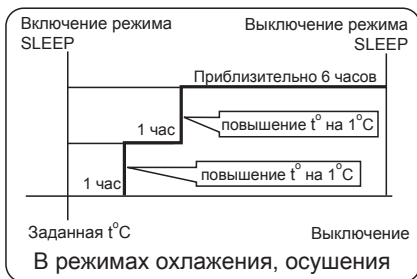 Включение режима
SLEEP
Выключение режима
SLEEP
Приблизительно 6 часов
1 час
повышение t° на 1°C
1 час
повышение t° на 1°C
Заданная t°C
Выключение
В режимах охлажения, осушения